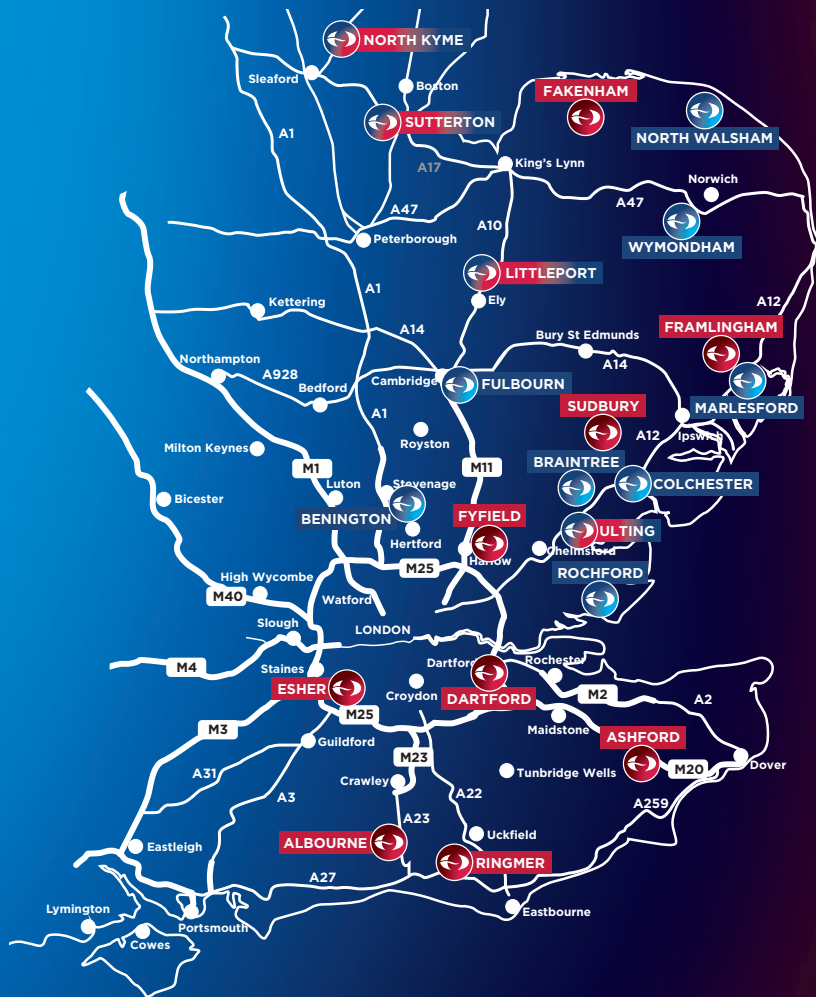 NORTH KYME
Sleaford
Boston
FAKENHAM
SUTTERTON
A1
NORTH WALSHAM
A17
King's Lynn
Norwich
A47
A47
A10
Peterborough
WYMONDHAM
LITTLEPORT
A1
Kettering
Ely
A12
A14
FRAMLINGHAM
Bury St Edmunds
Northampton
A14
A928
Cambridge
FULBOURN
Bedford
SUDBURY
MARLESFORD
A1
A12
Ipswich
Royston
Milton Keynes
BRAINTREE
M1
M11
Luton
Stevenage
COLCHESTER
Bicester
BENINGTON
FYFIELD
ULTING
Hertford
Chelmsford
Harlow
M25
ROCHFORD
High Wycombe
M40
Watford
Slough
LONDON
Dartford
Rochester
M4
Staines
ESHER
Croydon
DARTFORD
M2
A2
M25
M3
Maidstone
ASHFORD
Guildford
M23
Dover
M20
A31
Crawley
Tunbridge Wells
A3
A22
A259
A23
Uckfield
ALBOURNE
Eastleigh
RINGMER
A27
Lymington
Eastbourne
Portsmouth
Cowes